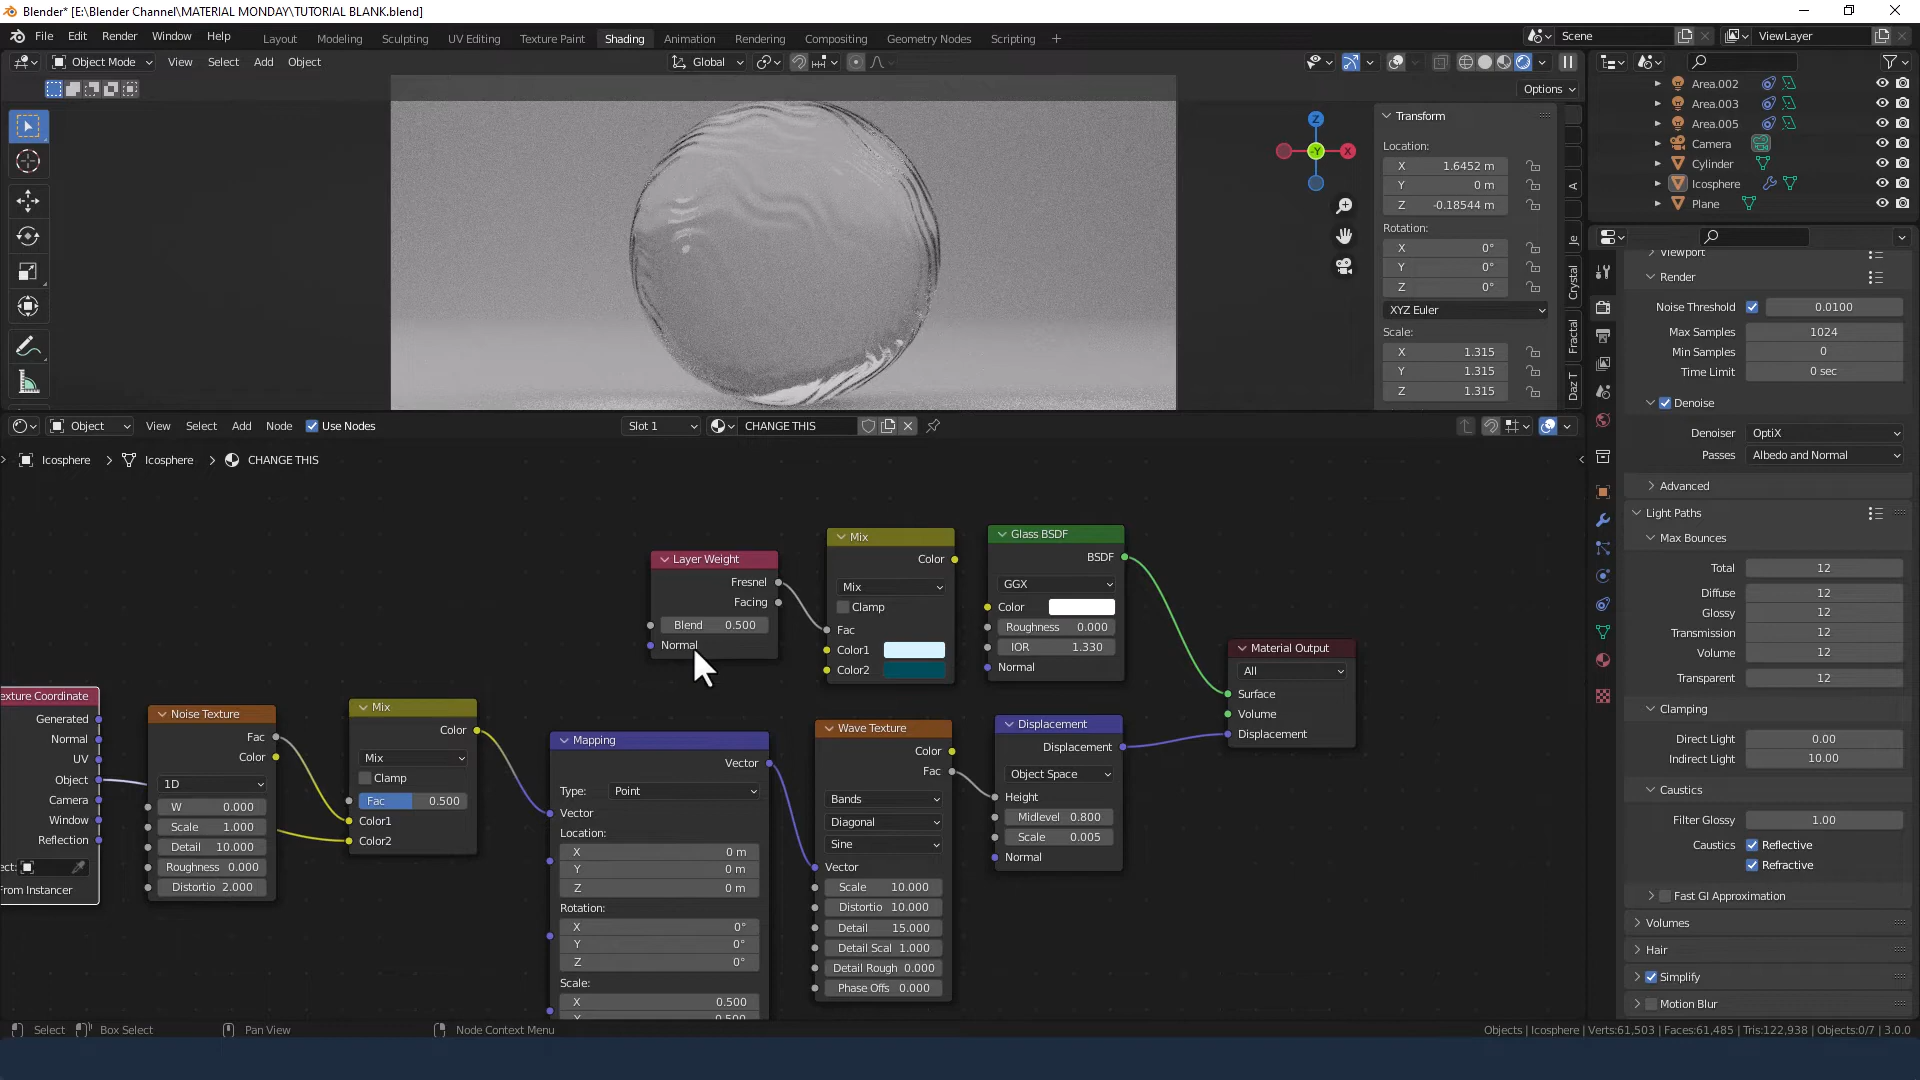 Blender* [E:\Blender Channel\MATERIAL MONDAY\TUTORIAL BLANK.blend]
File Edit Render Window Help Layout Modeling Sculpting UV Editing Texture Paint Shading Animation Rendering Compositing Geometry Nodes Scripting + Scene ViewLayer
Object Mode View Select Add Object Global
Options
Z
-Y X
Transform
Location:
X 1.6452 m
Y 0 m
Z -0.18544 m
Rotation:
X 0°
Y 0°
Z 0°
XYZ Euler
Scale:
X 1.315
Y 1.315
Z 1.315
A
Je
Crystal
Fractal
Daz T
Area.002
Area.003
Area.005
Camera
Cylinder
Icosphere
Plane
Viewport
Render
Noise Threshold 0.0100
Max Samples 1024
Min Samples 0
Time Limit 0 sec
Denoise
Denoiser OptiX
Passes Albedo and Normal
Advanced
Light Paths
Max Bounces
Total 12
Diffuse 12
Glossy 12
Transmission 12
Volume 12
Transparent 12
Clamping
Direct Light 0.00
Indirect Light 10.00
Caustics
Filter Glossy 1.00
Caustics Reflective
Refractive
Fast GI Approximation
Volumes
Hair
Simplify
Motion Blur
Object View Select Add Node Use Nodes Slot 1 CHANGE THIS
Icosphere > Icosphere > CHANGE THIS
exture Coordinate
Generated
Normal
UV
Object
Camera
Window
Reflection
ect:
From Instancer
Noise Texture
Fac
Color
1D
W 0.000
Scale 1.000
Detail 10.000
Roughness 0.000
Distortio 2.000
Mix
Color
Mix
Clamp
Fac 0.500
Color1
Color2
Mapping
Vector
Type: Point
Vector
Location:
X 0 m
Y 0 m
Z 0 m
Rotation:
X 0°
Y 0°
Z 0°
Scale:
X 0.500
0.500
Layer Weight
Fresnel
Facing
Blend 0.500
Normal
Mix
Color
Mix
Clamp
Fac
Color1
Color2
Glass BSDF
BSDF
GGX
Color
Roughness 0.000
IOR 1.330
Normal
Wave Texture
Color
Fac
Bands
Diagonal
Sine
Vector
Scale 10.000
Distortio 10.000
Detail 15.000
Detail Scal 1.000
Detail Rough 0.000
Phase Offs 0.000
Displacement
Displacement
Object Space
Height
Midlevel 0.800
Scale 0.005
Normal
Material Output
All
Surface
Volume
Displacement
Select Box Select Pan View Node Context Menu Objects | Icosphere | Verts:61,503 | Faces:61,485 | Tris:122,938 | Objects:0/7 | 3.0.0